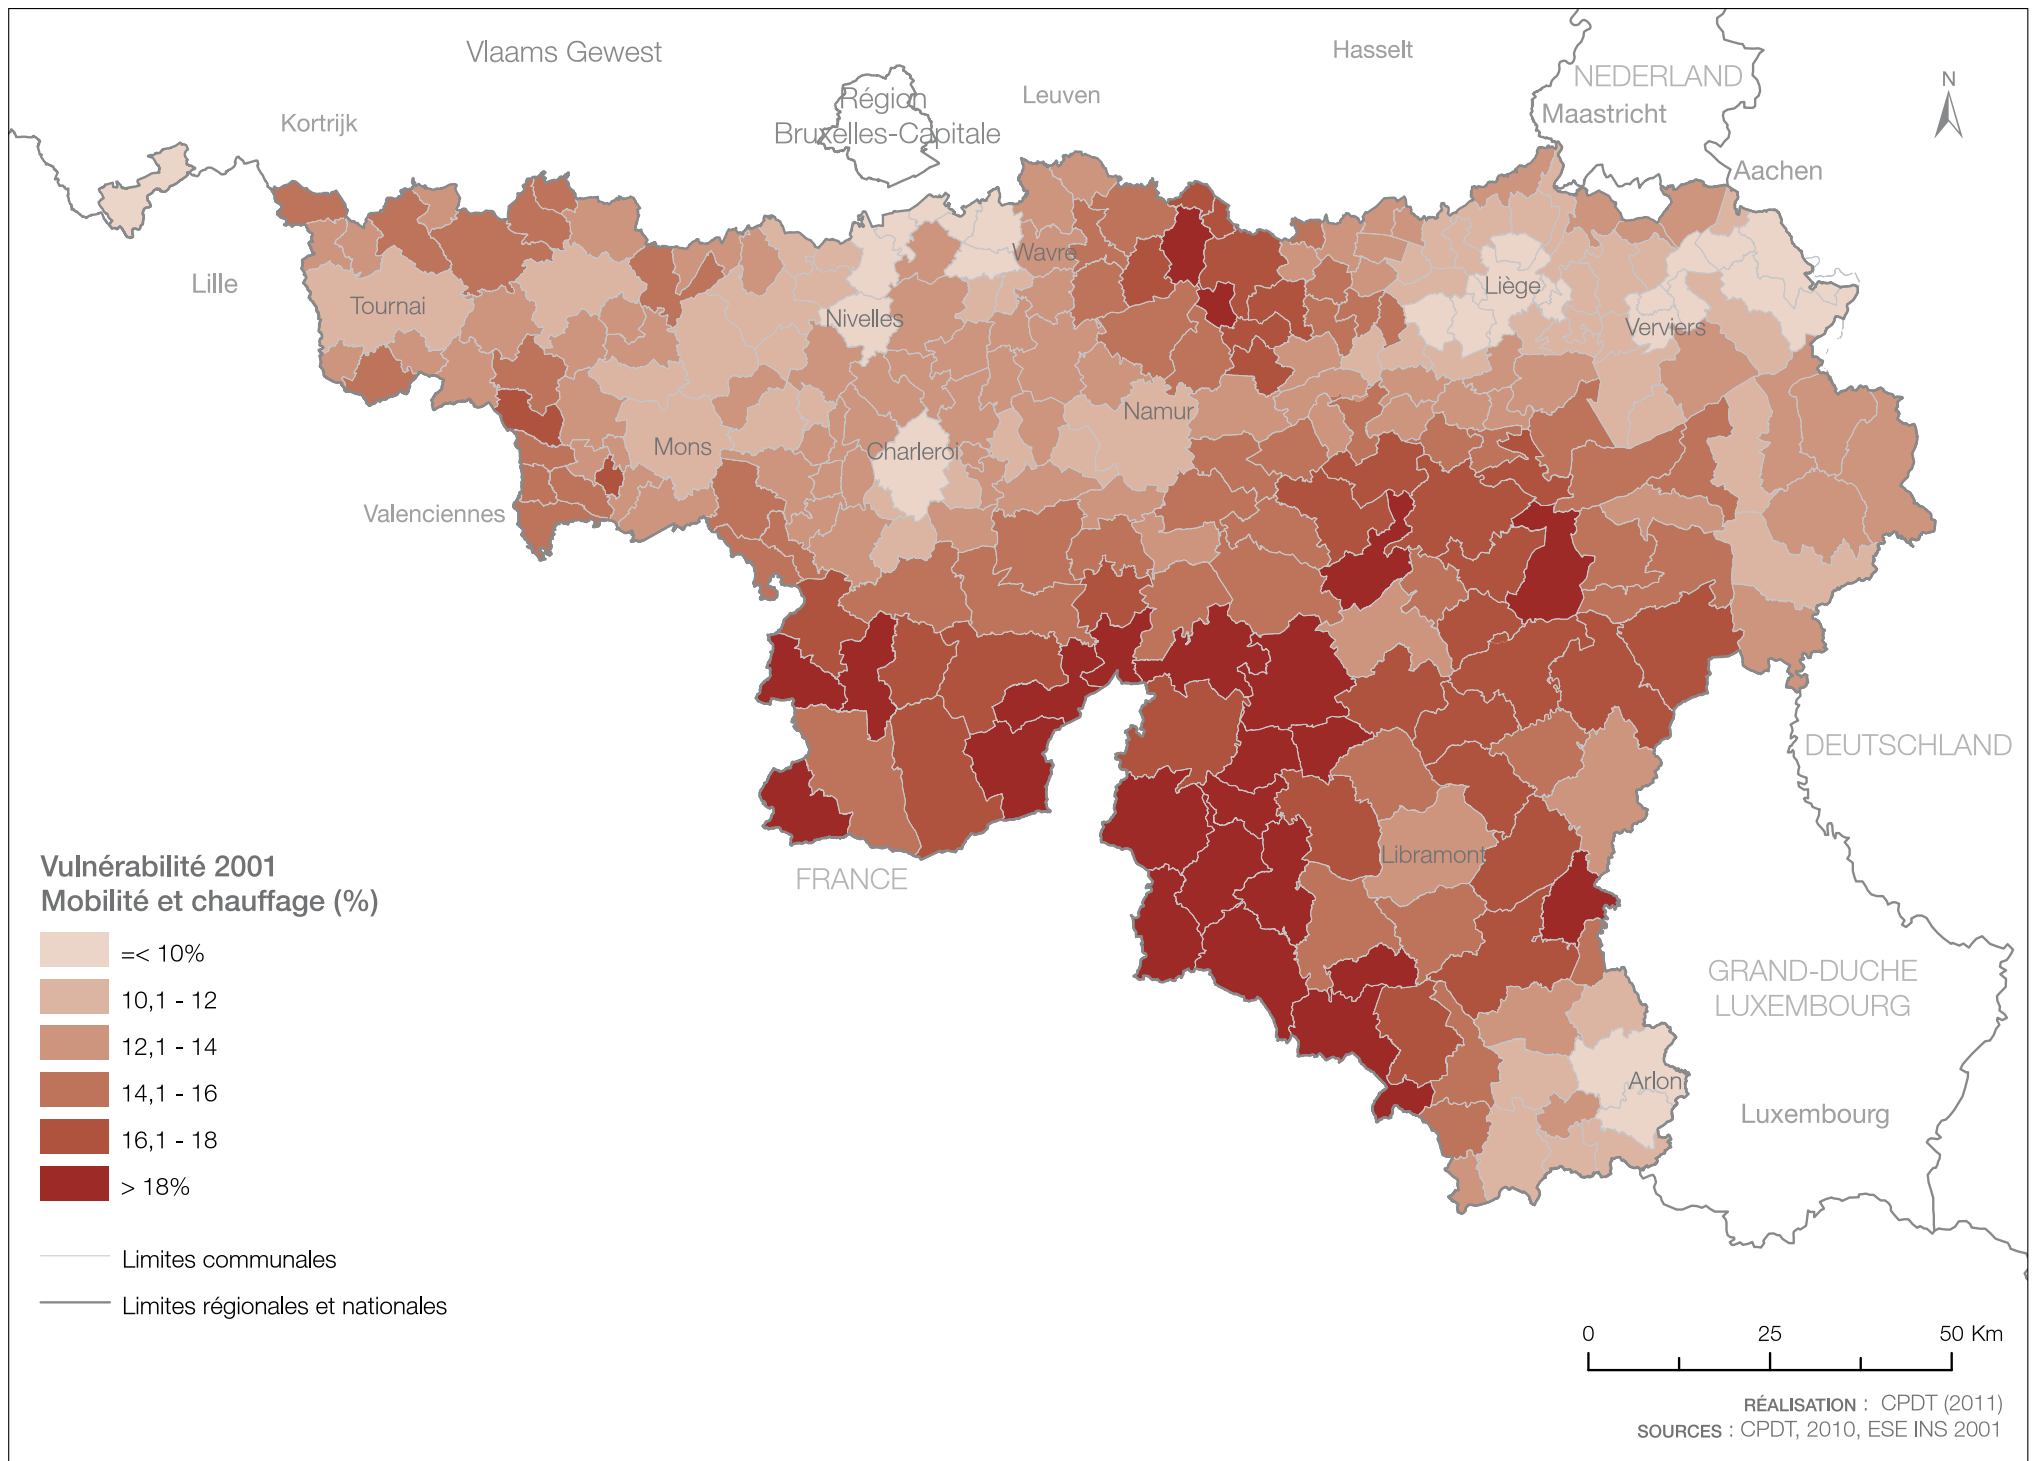 Vlaams Gewest
Hasselt
NEDERLAND
Région
Bruxelles-Capitale
Leuven
Maastricht
N
Kortrijk
Aachen
Lille
Wavre
Tournai
Liège
Nivelles
Verviers
Namur
Mons
Charleroi
Valenciennes
DEUTSCHLAND
Libramont
FRANCE
GRAND-DUCHE
LUXEMBOURG
Arlon
Luxembourg
Vulnérabilité 2001
Mobilité et chauffage (%)
=< 10%
10,1 - 12
12,1 - 14
14,1 - 16
16,1 - 18
> 18%
Limites communales
Limites régionales et nationales
0 25 50 Km
RÉALISATION : CPDT (2011)
SOURCES : CPDT, 2010, ESE INS 2001